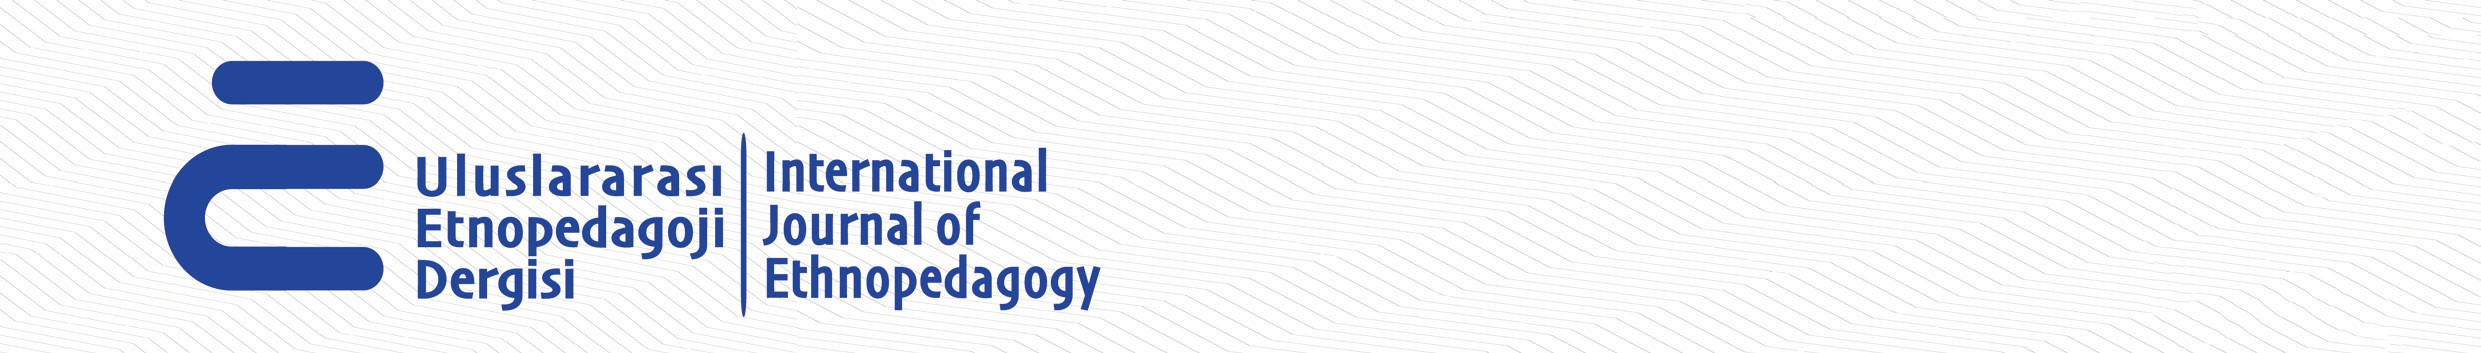 Uluslararası
Etnopedagoji
Dergisi
International
Journal of
Ethnopedagogy